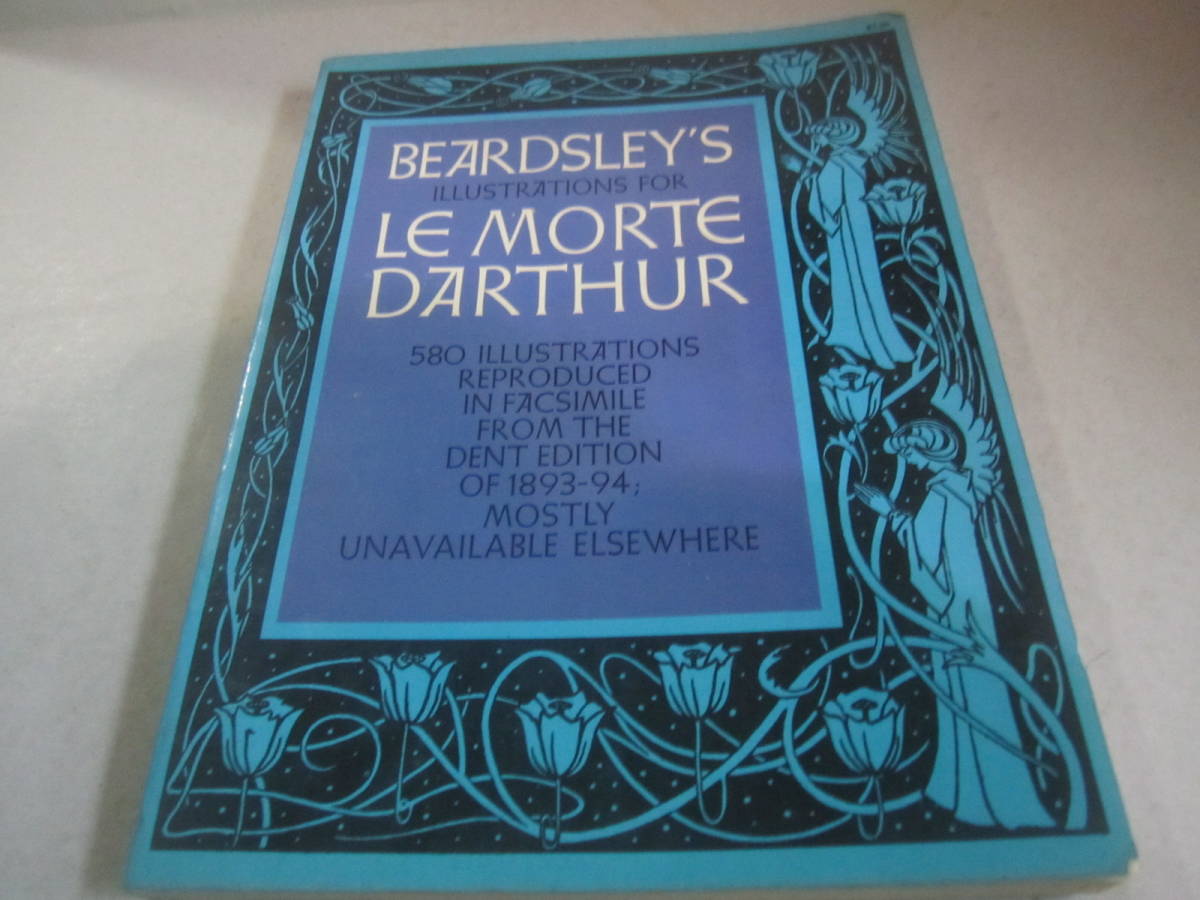 BEARDSLEY'S
ILLUSTRATIONS FOR
LE MORTE
DARTHUR
580 ILLUSTRATIONS
REPRODUCED
IN FACSIMILE
FROM THE
DENT EDITION
OF 1893-94;
MOSTLY
UNAVAILABLE ELSEWHERE